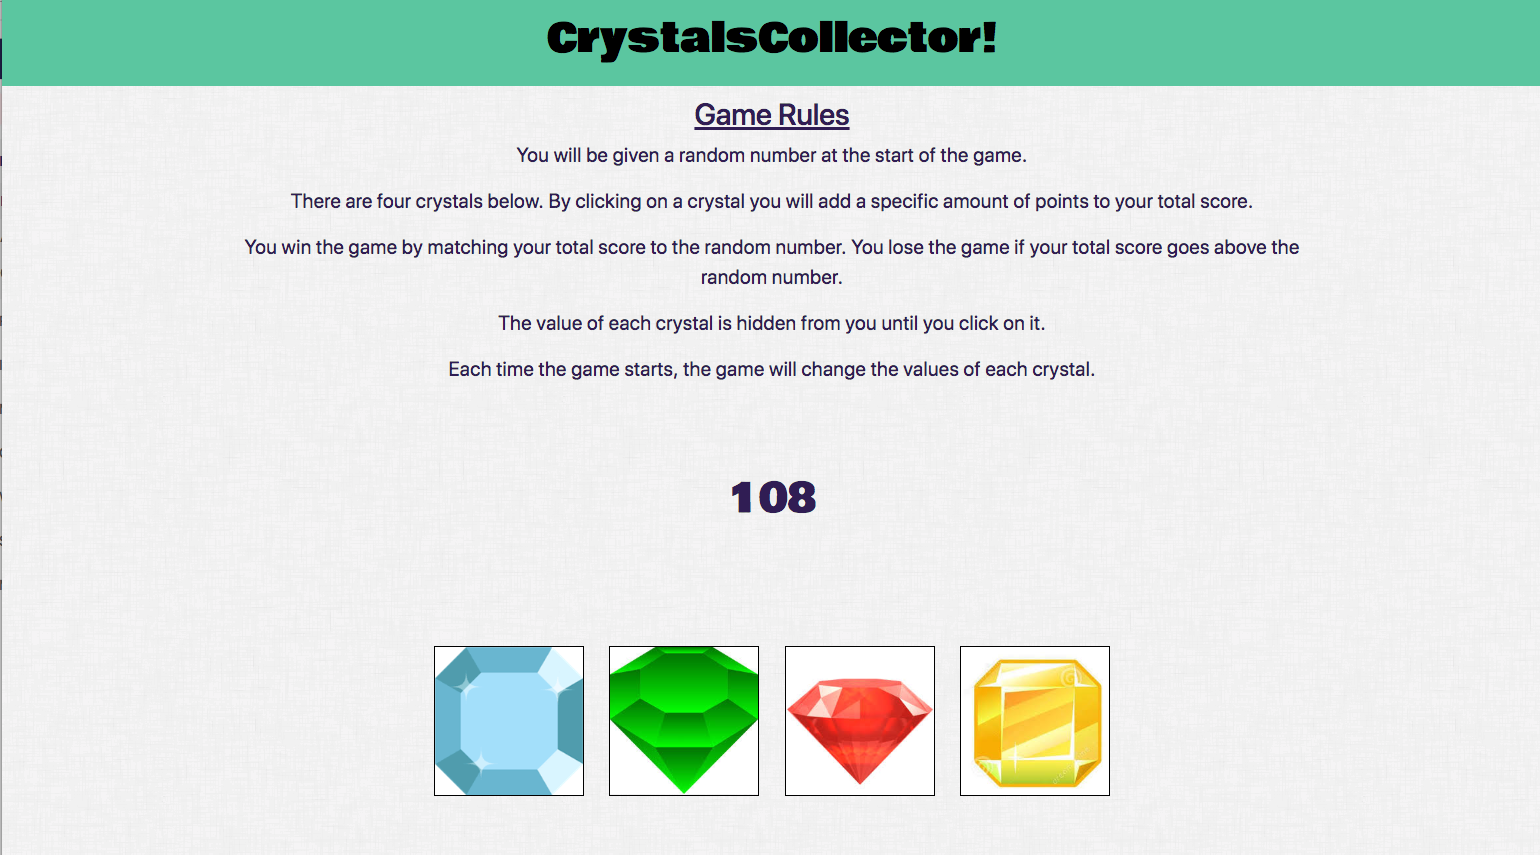 CrystalsCollector!
Game Rules
You will be given a random number at the start of the game.
There are four crystals below. By clicking on a crystal you will add a specific amount of points to your total score.
You win the game by matching your total score to the random number. You lose the game if your total score goes above the
random number.
The value of each crystal is hidden from you until you click on it.
Each time the game starts, the game will change the values of each crystal.
108